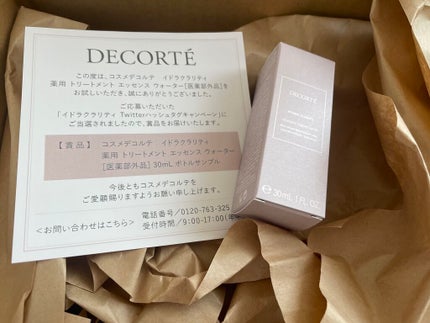 DECORTÉ
この度は、コスメデコルテ イドラクラリティ
薬用 トリートメント エッセンス ウォーター[医薬部外品]を
お試しいただき、誠にありがとうございました。
ご応募いただいた
「イドラクラリティ Twitterハッシュタグキャンペーン」に
ご当選されましたので、賞品をお届けいたします。
【賞品】 コスメデコルテ イドラクラリティ
薬用 トリートメント エッセンス ウォーター
[医薬部外品] 30mL ボトルサンプル
今後ともコスメデコルテを
ご愛顧賜りますようお願い申し上げます。
<お問い合わせはこちら>
電話番号/0120-763-325
受付時間/9:00-17:00
DECORTÉ
30mL 1 FL.OZ.